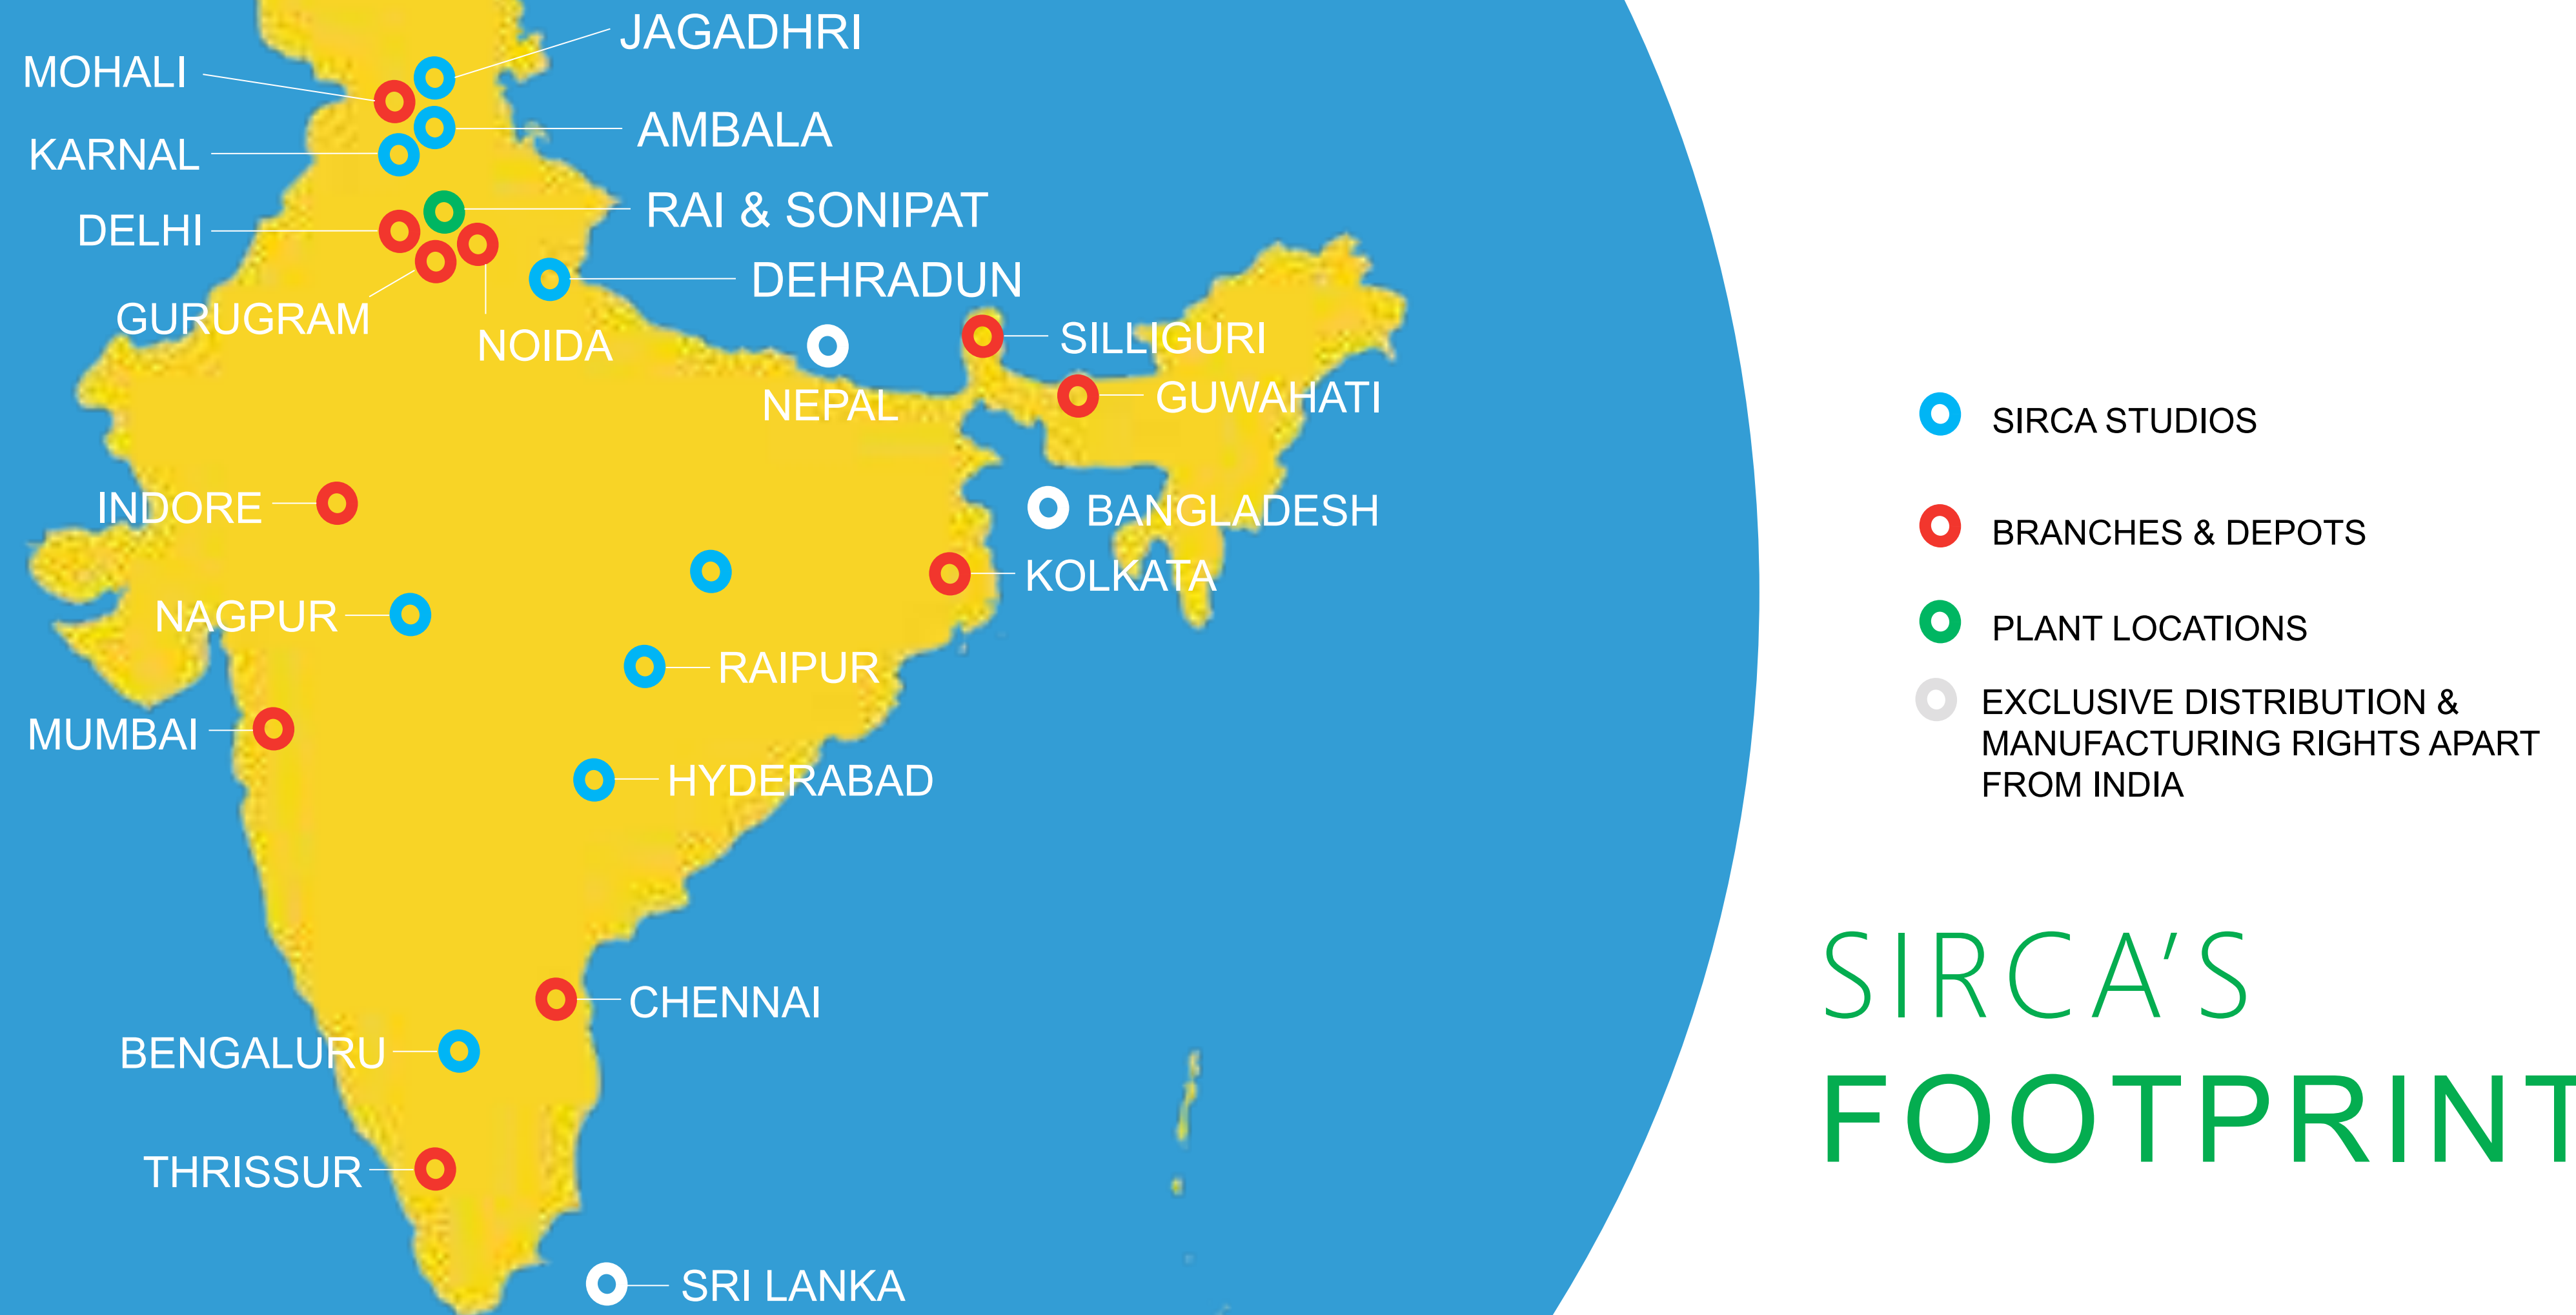 JAGADHRI
MOHALI
AMBALA
KARNAL
RAI & SONIPAT
DELHI
DEHRADUN
GURUGRAM
NOIDA
SILLIGURI
NEPAL
GUWAHATI
INDORE
BANGLADESH
KOLKATA
NAGPUR
RAIPUR
MUMBAI
HYDERABAD
CHENNAI
BENGALURU
THRISSUR
SRI LANKA
SIRCA STUDIOS
BRANCHES & DEPOTS
PLANT LOCATIONS
EXCLUSIVE DISTRIBUTION &
MANUFACTURING RIGHTS APART
FROM INDIA
SIRCA'S
FOOTPRINT